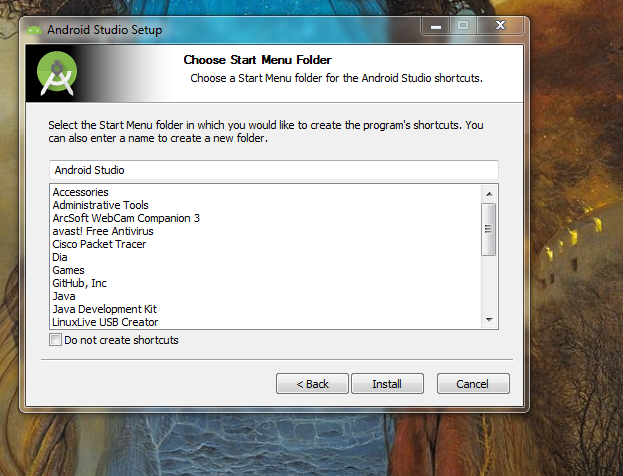 Android Studio Setup
Choose Start Menu Folder
Choose a Start Menu folder for the Android Studio shortcuts.
Select the Start Menu folder in which you would like to create the program's shortcuts. You
can also enter a name to create a new folder.
Android Studio
Accessories
Administrative Tools
ArcSoft WebCam Companion 3
avast! Free Antivirus
Cisco Packet Tracer
Dia
Games
GitHub, Inc
Java
Java Development Kit
LinuxLive USB Creator
Do not create shortcuts
< Back
Install
Cancel